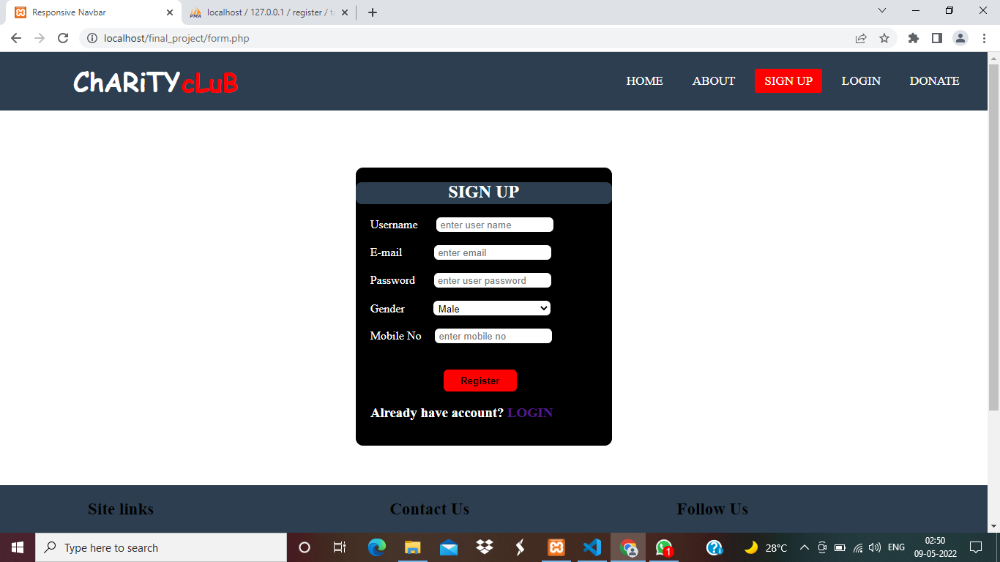 Responsive Navbar
localhost / 127.0.0.1 / register / ta
localhost/final_project/form.php
ChARiTY cLuB
HOME ABOUT SIGN UP LOGIN DONATE
SIGN UP
Username enter user name
E-mail enter email
Password enter user password
Gender Male
Mobile No enter mobile no
Register
Already have account? LOGIN
Site links Contact Us Follow Us
Type here to search
1
28°C
ENG
02:50
09-05-2022